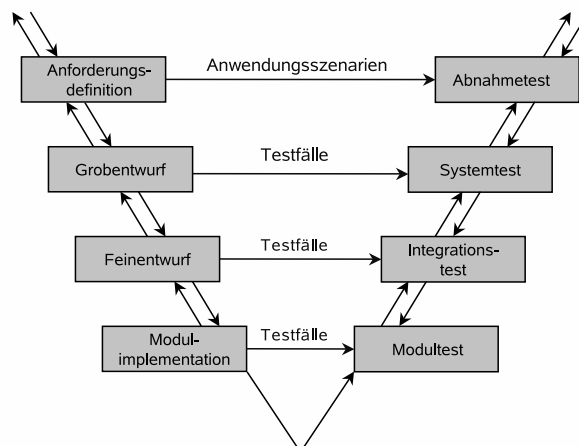 Anforderungs-
definition
Anwendungsszenarien
Abnahmetest
Grobentwurf
Testfälle
Systemtest
Feinentwurf
Testfälle
Integrations-
test
Modul-
implementation
Testfälle
Modultest